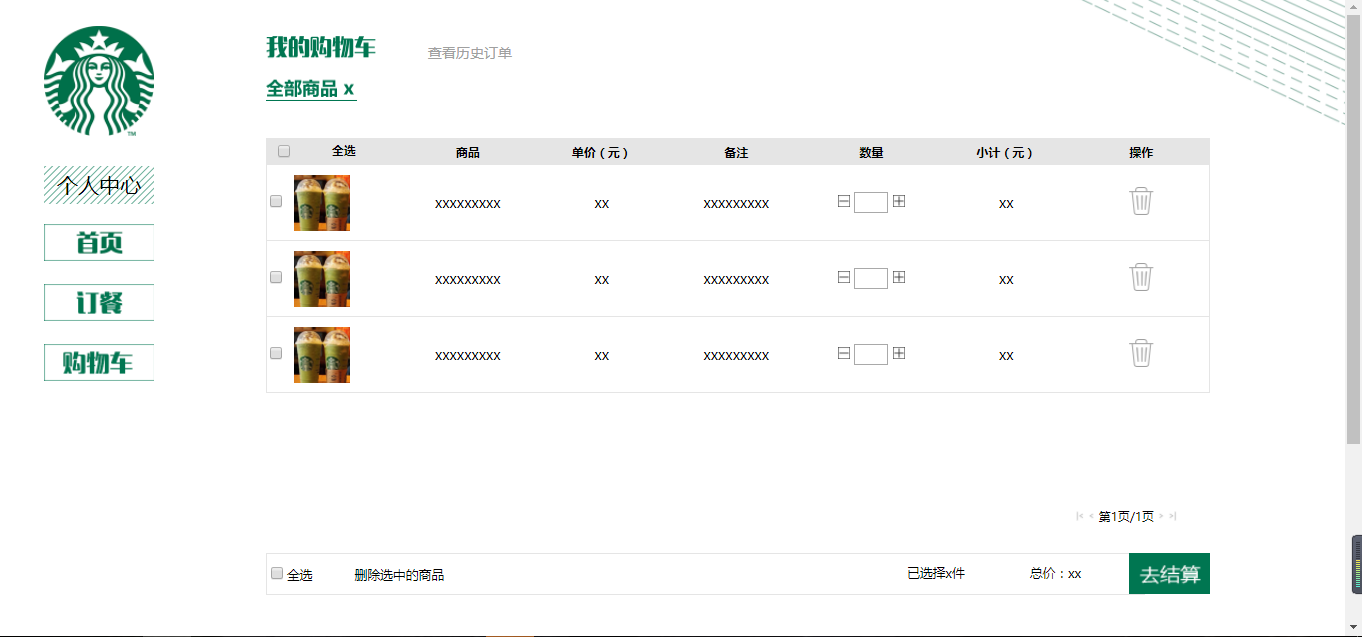 我的购物车
查看历史订单
全部商品 x
TM
个人中心
首页
订餐
购物车
全选 商品 单价（元） 备注 数量 小计（元） 操作
xxxxxxxxx xx xxxxxxxxx xx
xxxxxxxxx xx xxxxxxxxx xx
xxxxxxxxx xx xxxxxxxxx xx
第1页/1页
全选 删除选中的商品 已选择x件 总价：xx 去结算